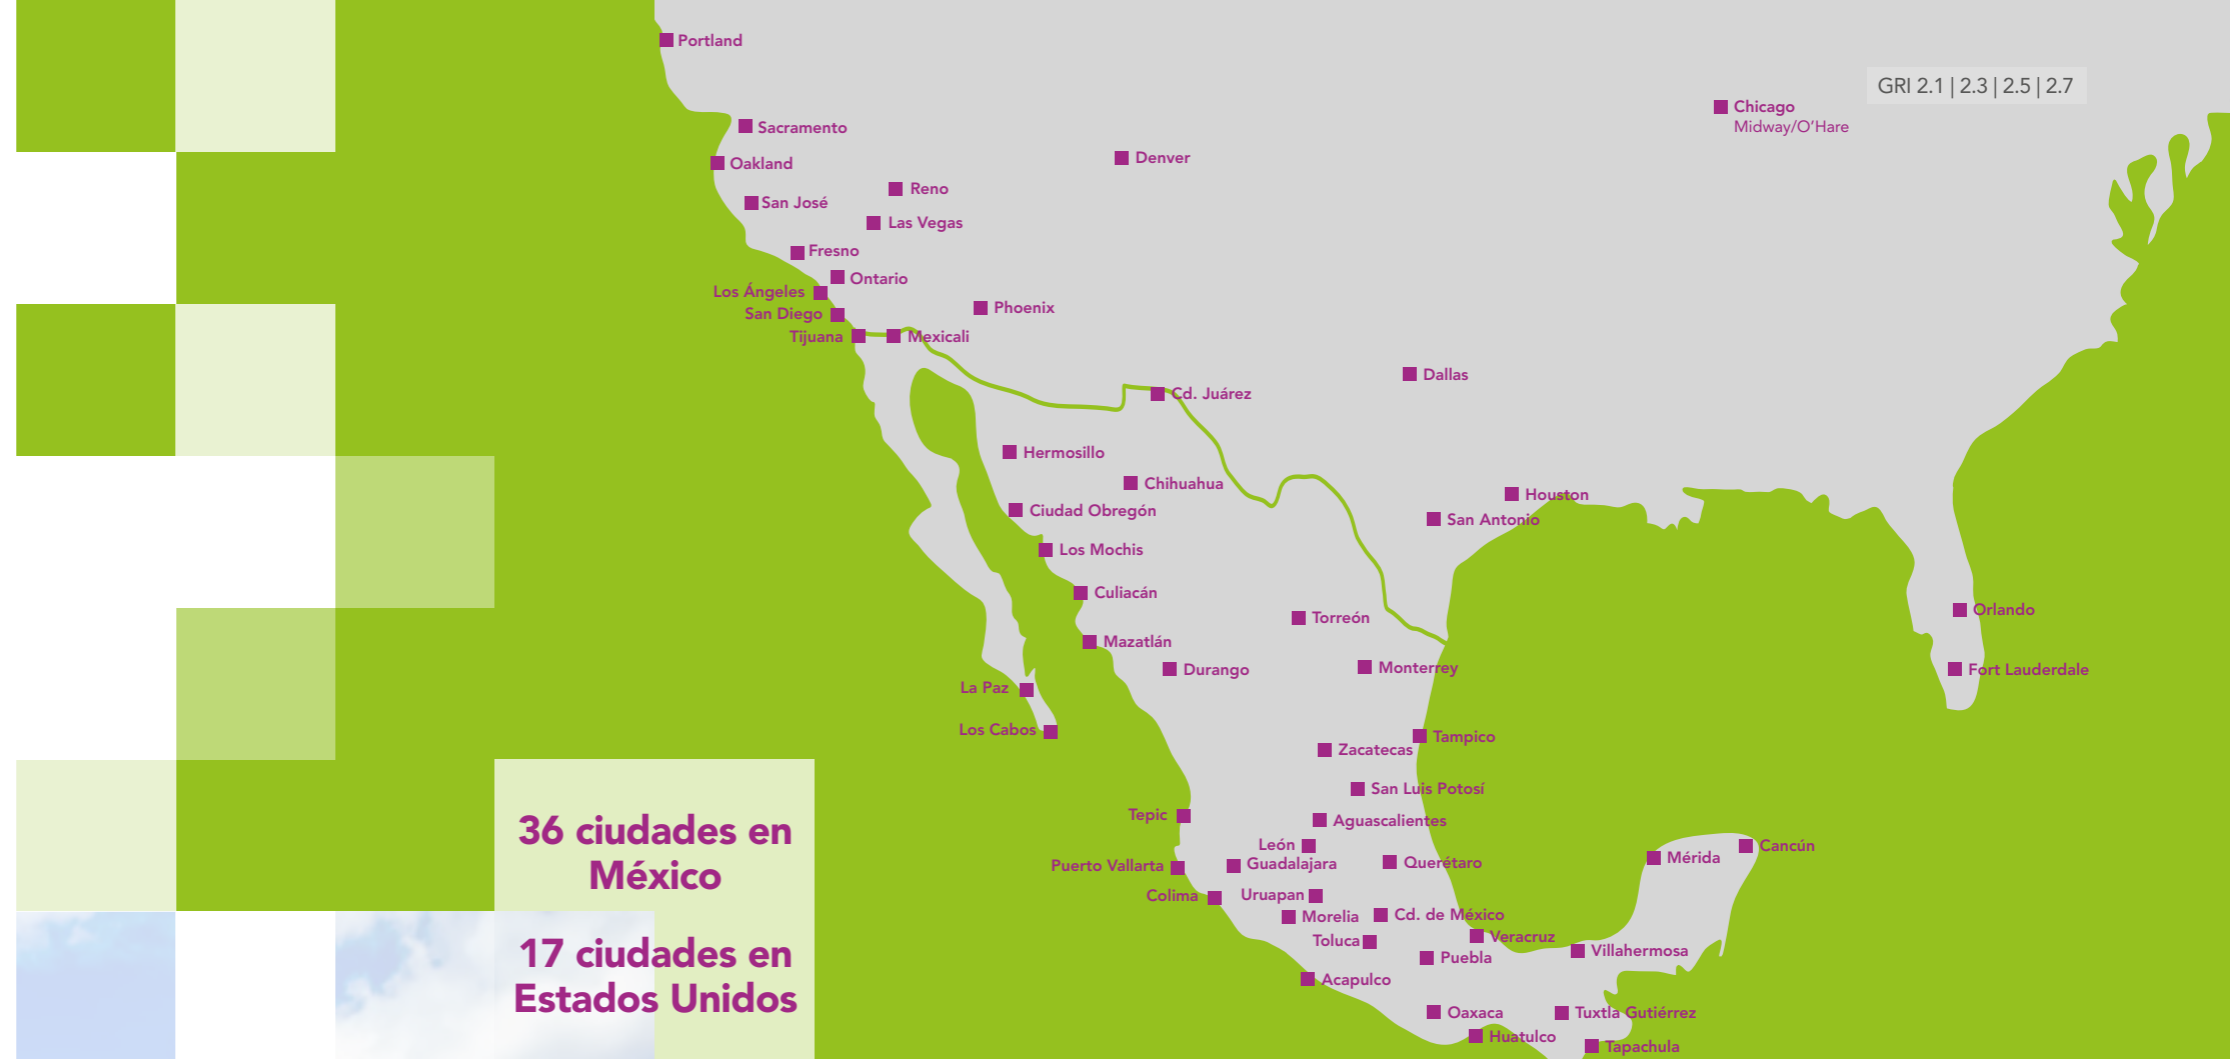 Portland
GRI 2.1 | 2.3 | 2.5 | 2.7
Chicago
Midway/O’Hare
Sacramento
Oakland
Denver
Reno
San José
Las Vegas
Fresno
Ontario
Los Ángeles
Phoenix
San Diego
Tijuana
Mexicali
Dallas
Cd. Juárez
Hermosillo
Chihuahua
Houston
Ciudad Obregón
San Antonio
Los Mochis
Culiacán
Orlando
Torreón
Mazatlán
Durango
Monterrey
Fort Lauderdale
La Paz
Los Cabos
Tampico
Zacatecas
San Luis Potosí
Tepic
Aguascalientes
León
Cancún
Mérida
Guadalajara
Querétaro
Puerto Vallarta
Colima
Uruapan
Morelia
Cd. de México
Toluca
Veracruz
Villahermosa
Puebla
Acapulco
Oaxaca
Tuxtla Gutiérrez
Huatulco
Tapachula
36 ciudades en
México
17 ciudades en
Estados Unidos